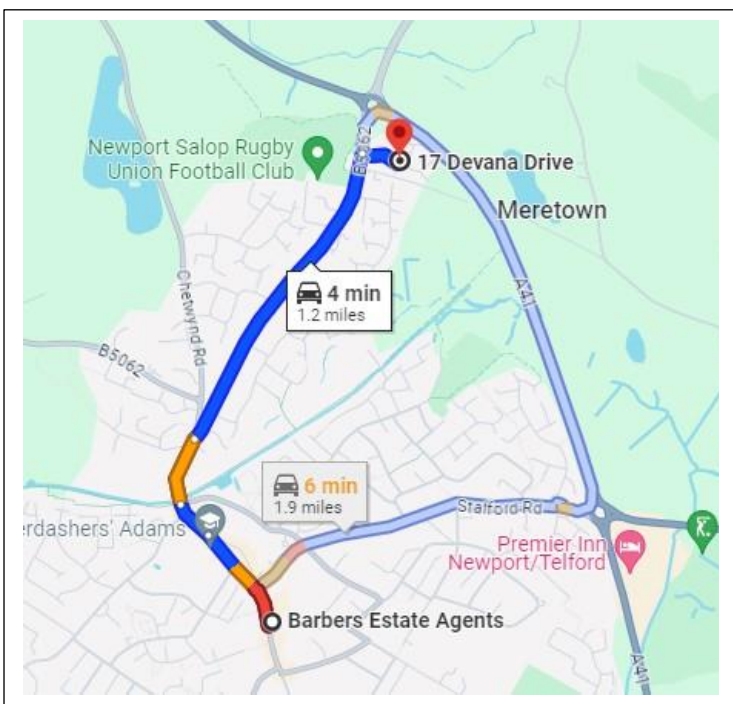 Newport Salop Rugby
Union Football Club
B5062
17 Devana Drive
Meretown
A41
Chetwynd Rd
4 min
1.2 miles
B5062
6 min
1.9 miles
Stafford Rd
erdashers' Adams
Premier Inn
Newport/Telford
Barbers Estate Agents
A41